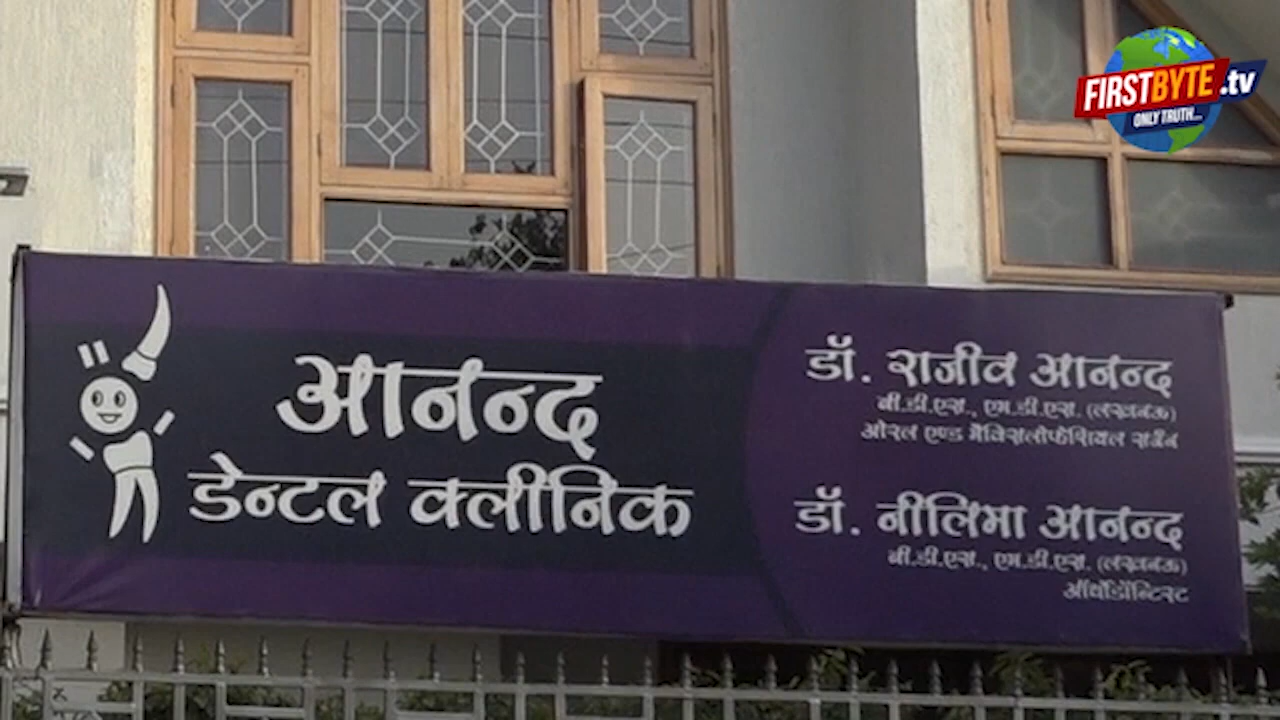 FIRSTBYTE.tv
ONLY TRUTH...
आनन्द
डेन्टल क्लीनिक
डॉ. राजीव आनन्द
बी.डी.एस., एम.डी.एस. (लखनऊ)
ओरल एण्ड मैक्सिलोफेशियल सर्जन
डॉ. नीलिमा आनन्द
बी.डी.एस., एम.डी.एस. (लखनऊ)
ऑर्थोडॉन्टिस्ट